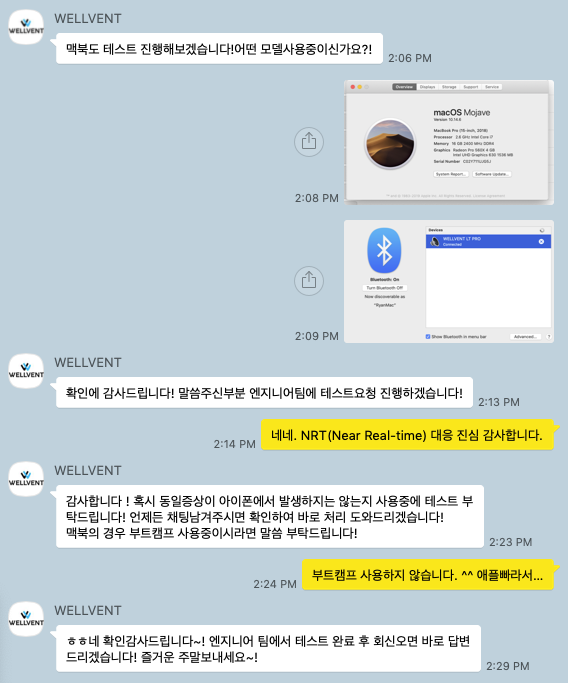 WELLVENT
WELLVENT
맥북도 테스트 진행해보겠습니다!어떤 모델사용중이신가요?!
2:06 PM
Overview Displays Storage Support Service
macOS Mojave
Version 10.14.6
MacBook Pro (15-inch, 2018)
Processor 2.6 GHz Intel Core i7
Memory 16 GB 2400 MHz DDR4
Graphics Radeon Pro 560X 4 GB
Intel UHD Graphics 630 1536 MB
Serial Number
System Report... Software Update...
2:08 PM
Devices
WELLVENT LT PRO
Connected
Bluetooth: On
Turn Bluetooth Off
Now discoverable as
"RyanMac"
Show Bluetooth in menu bar
Advanced...
?
2:09 PM
WELLVENT
WELLVENT
확인에 감사드립니다! 말씀주신부분 엔지니어팀에 테스트요청 진행하겠습니다!
2:13 PM
네네. NRT(Near Real-time) 대응 진심 감사합니다.
2:14 PM
WELLVENT
WELLVENT
감사합니다 ! 혹시 동일증상이 아이폰에서 발생하지는 않는지 사용중에 테스트 부
탁드립니다! 언제든 채팅남겨주시면 확인하여 바로 처리 도와드리겠습니다!
맥북의 경우 부트캠프 사용중이시라면 말씀 부탁드립니다!
2:23 PM
부트캠프 사용하지 않습니다. ^^ 애플빠라서...
2:24 PM
WELLVENT
WELLVENT
ㅎㅎ네 확인감사드립니다~! 엔지니어 팀에서 테스트 완료 후 회신오면 바로 답변
드리겠습니다! 즐거운 주말보내세요~!
2:29 PM